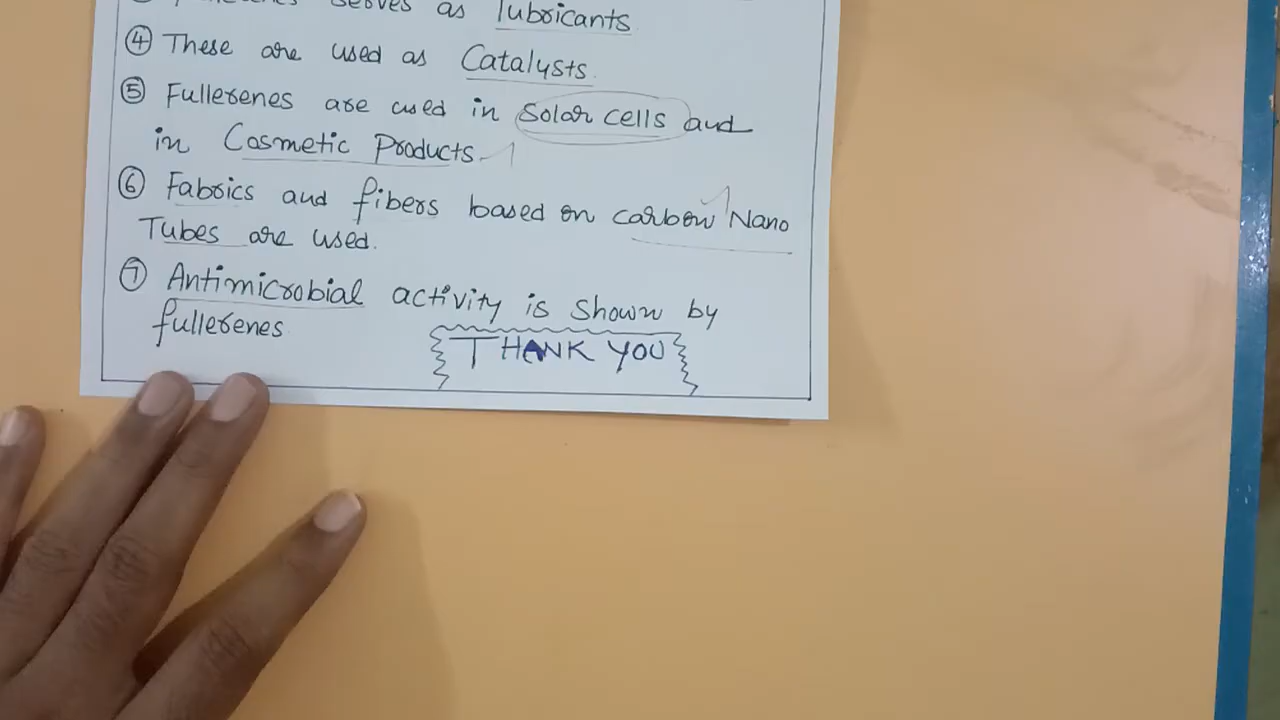 serves as lubricants.
④ These are used as Catalysts.
⑤ Fullerenes are used in Solar cells and
in Cosmetic Products
⑥ Fabrics and fibers based on carbon Nano
Tubes are used.
⑦ Antimicrobial activity is shown by
fullerenes
THANK YOU